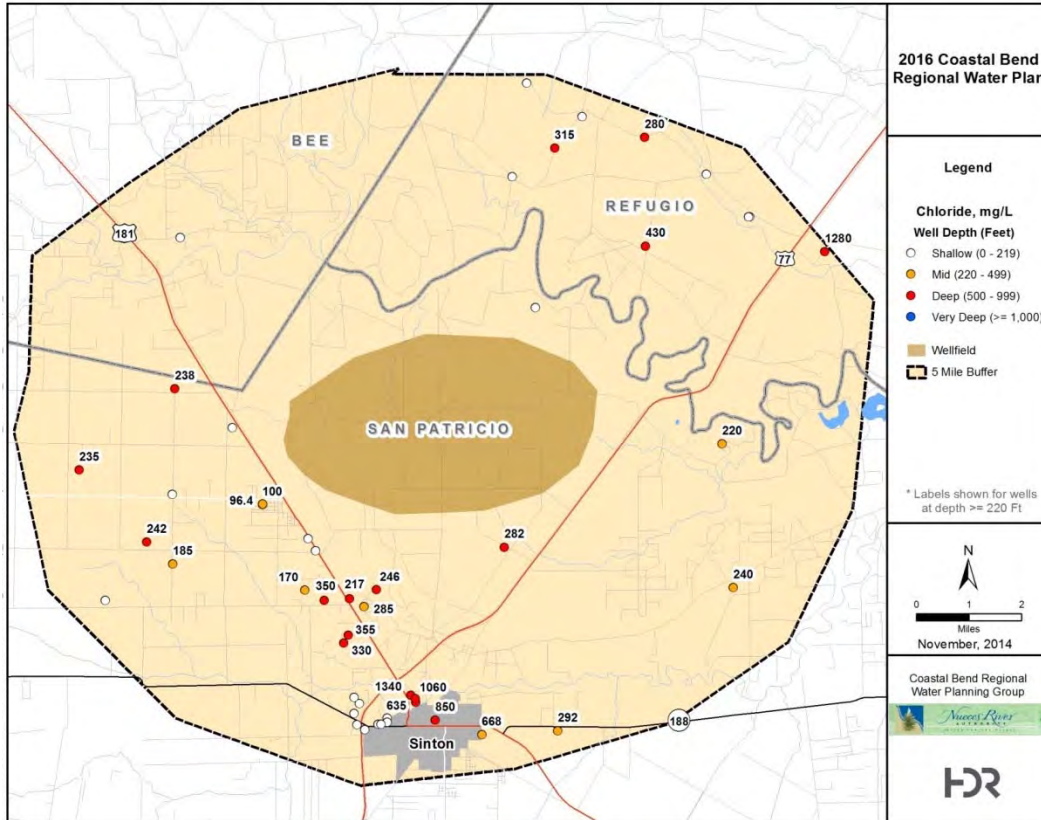 2016 Coastal Bend
Regional Water Plan
BEE
280
315
REFUGIO
430
1280
181
77
238
SAN PATRICIO
220
235
100
96.4
282
242
185
170
350
217
246
285
240
355
330
1340
1060
635
850
668
292
188
Sinton
Legend
Chloride, mg/L
Well Depth (Feet)
Shallow (0 - 219)
Mid (220 - 499)
Deep (500 - 999)
Very Deep (>= 1,000)
Wellfield
5 Mile Buffer
* Labels shown for wells
at depth >= 220 Ft
N
0 1 2
Miles
November, 2014
Coastal Bend Regional
Water Planning Group
Nueces River
AUTHORITY
HDR